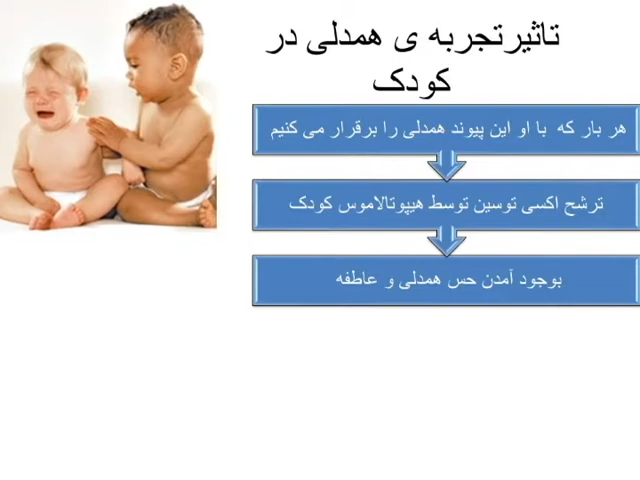 تاثیرتجربه ی همدلی در
کودک
هر بار که با او این پیوند همدلی را برقرار می کنیم
ترشح اکسی توسین توسط هیپوتالاموس کودک
بوجود آمدن حس همدلی و عاطفه